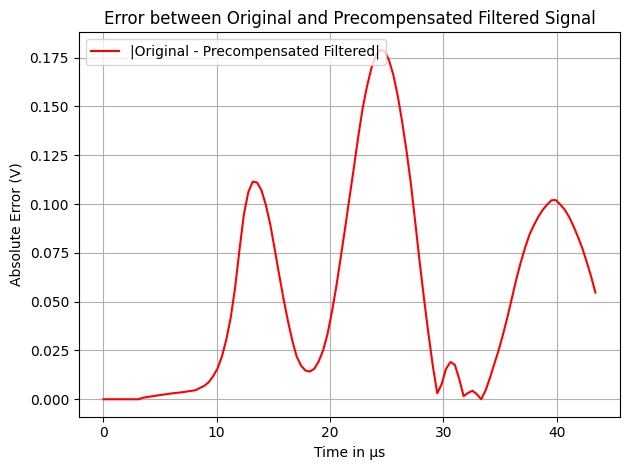 Error between Original and Precompensated Filtered Signal
|Original - Precompensated Filtered|
Absolute Error (V)
0.175
0.150
0.125
0.100
0.075
0.050
0.025
0.000
0 10 20 30 40
Time in µs